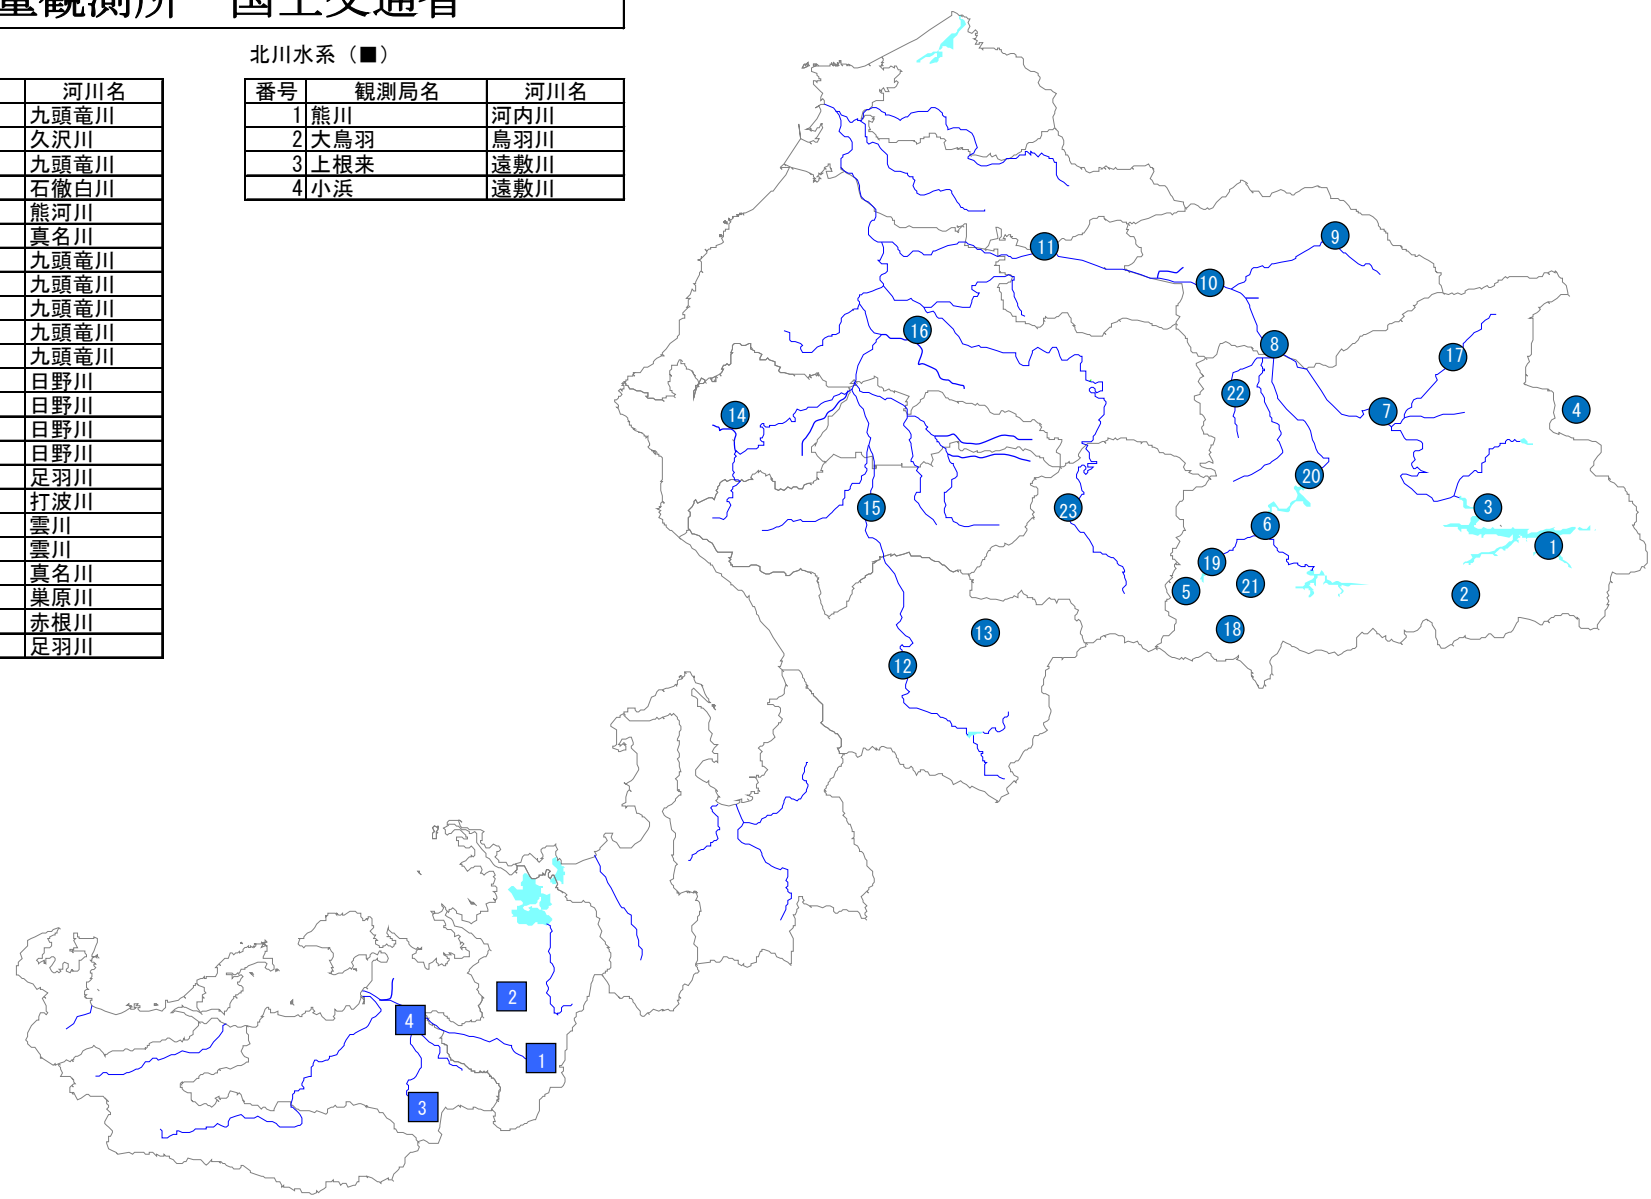 量観測所 国土交通省
北川水系（■）
河川名
九頭竜川
久沢川
九頭竜川
石徹白川
熊河川
真名川
九頭竜川
九頭竜川
九頭竜川
九頭竜川
九頭竜川
日野川
日野川
日野川
日野川
足羽川
打波川
雲川
雲川
真名川
巣原川
赤根川
足羽川
番号 観測局名 河川名
1 熊川 河内川
2 大鳥羽 鳥羽川
3 上根来 遠敷川
4 小浜 遠敷川
9
11
10
16
8
17
22
7
4
14
20
15
23
3
6
1
19
5
21
2
18
13
12
2
4
1
3